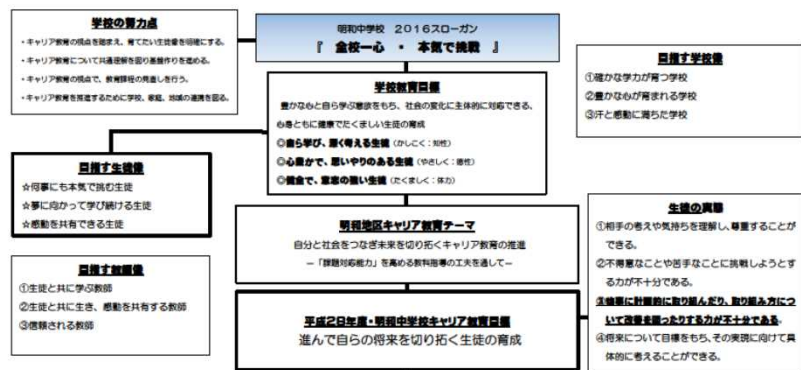 学校の努力点
・キャリア教育の視点を踏まえ、育てたい生徒像を明確にする。
・キャリア教育について共通理解を図り基盤作りを進める。
・キャリア教育の視点で、教育課程の見直しを行う。
・キャリア教育を推進するために学校、家庭、地域の連携を図る。
明和中学校 2016スローガン
『 全校一心 ・ 本気で挑戦 』
目指す学校像
①確かな学力が育つ学校
②豊かな心が育まれる学校
③汗と感動に満ちた学校
学校教育目標
豊かな心と自ら学ぶ意欲をもち、社会の変化に主体的に対応できる、
心身ともに健康でたくましい生徒の育成
◎自ら学び、深く考える生徒(かしこく:知性)
◎心豊かで、思いやりのある生徒(やさしく:徳性)
◎健全で、意志の強い生徒(たくましく:体力)
目指す生徒像
☆何事にも本気で挑む生徒
☆夢に向かって学び続ける生徒
☆感動を共有できる生徒
明和地区キャリア教育テーマ
自分と社会をつなぎ未来を切り拓くキャリア教育の推進
―「課題対応能力」を高める教科指導の工夫を通して―
生徒の実態
①相手の考えや気持ちを理解し、尊重することが
できる。
②不得意なことや苦手なことに挑戦しようとす
る力が不十分である。
③物事に計画的に取り組んだり、取り組み方につ
いて改善を図ったりする力が不十分である。
④将来について目標をもち、その実現に向けて具
体的に考えることができる。
目指す教師像
①生徒と共に学ぶ教師
②生徒と共に生き、感動を共有する教師
③信頼される教師
平成28年度・明和中学校キャリア教育目標
進んで自らの将来を切り拓く生徒の育成